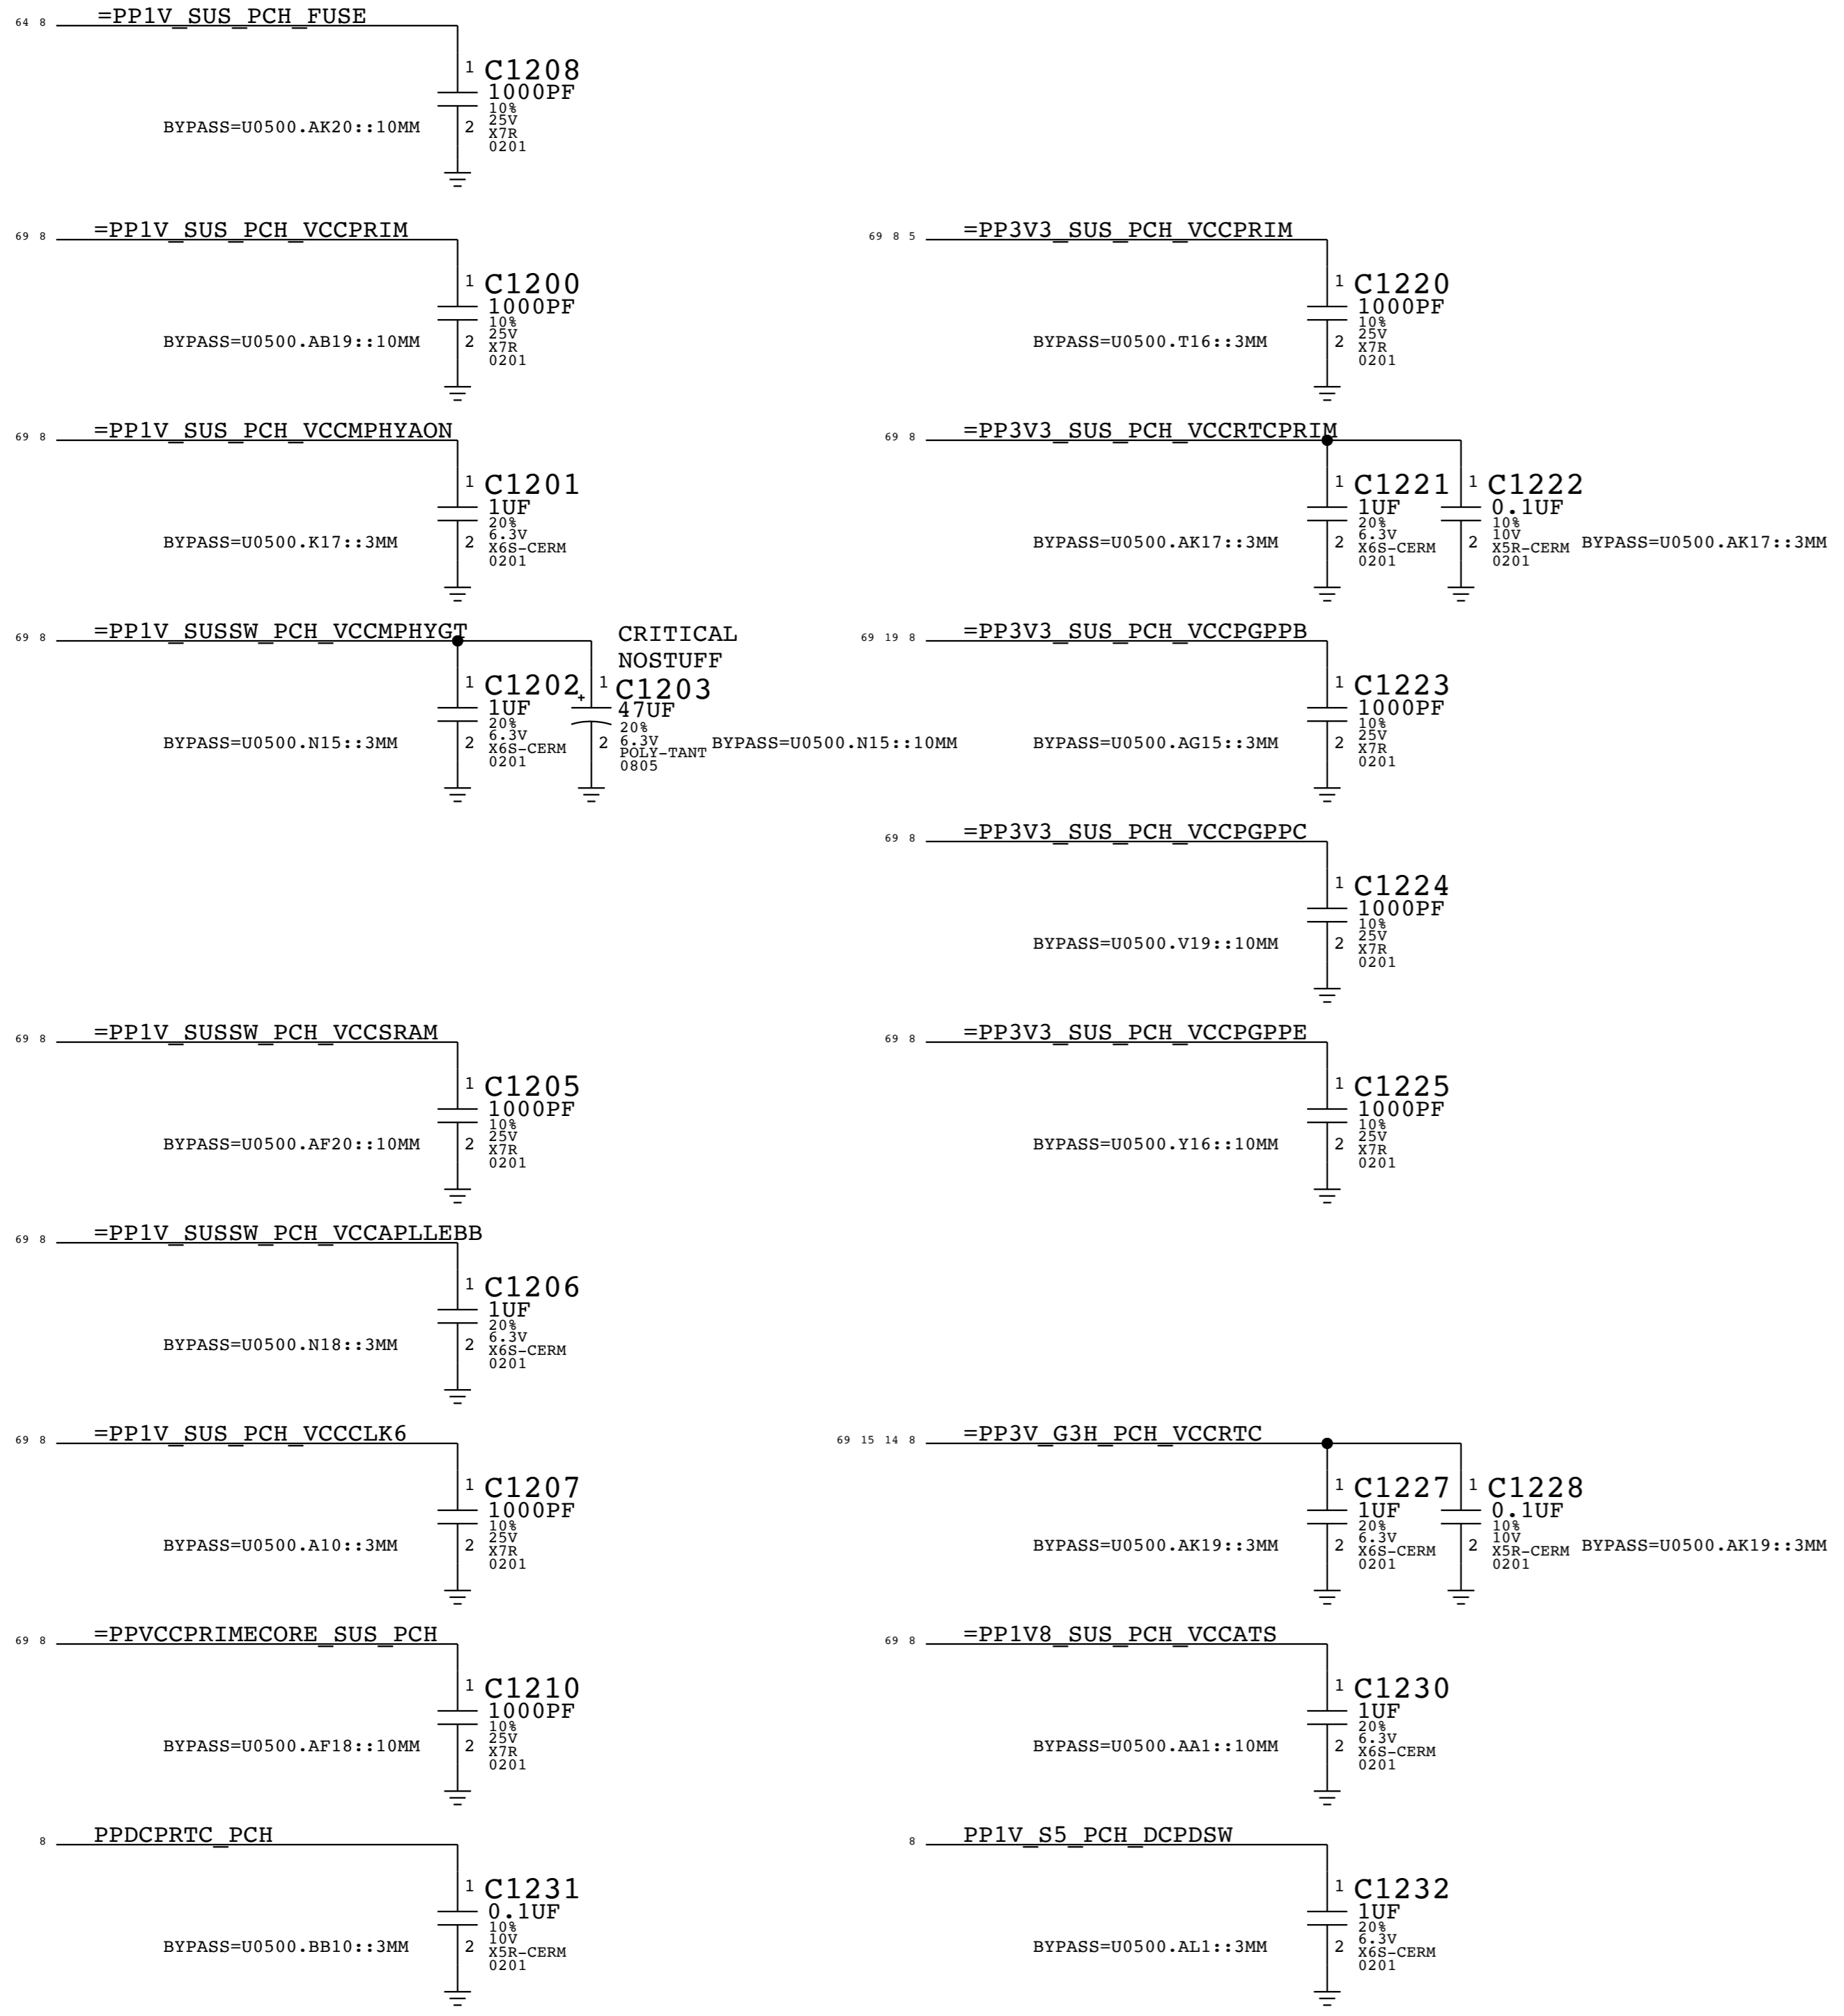 64 8 =PP1V_SUS_PCH_FUSE
1 C1208
1000PF
10%
25V
BYPASS=U0500.AK20::10MM 2 X7R
0201
69 8 =PP1V_SUS_PCH_VCCPRIM
1 C1200
1000PF
10%
25V
BYPASS=U0500.AB19::10MM 2 X7R
0201
69 8 5 =PP3V3_SUS_PCH_VCCPRIM
1 C1220
1000PF
10%
25V
BYPASS=U0500.T16::3MM 2 X7R
0201
69 8 =PP1V_SUS_PCH_VCCMPHYAON
1 C1201
1UF
20%
6.3V
BYPASS=U0500.K17::3MM 2 X6S-CERM
0201
69 8 =PP3V3_SUS_PCH_VCCRTCPRIM
1 C1221
1UF
20%
6.3V
BYPASS=U0500.AK17::3MM 2 X6S-CERM
0201
1 C1222
0.1UF
10%
10V
2 X5R-CERM BYPASS=U0500.AK17::3MM
0201
69 8 =PP1V_SUSSW_PCH_VCCMPHYGT
1 C1202
1UF
20%
6.3V
BYPASS=U0500.N15::3MM 2 X6S-CERM
0201
CRITICAL
NOSTUFF
+ 1 C1203
47UF
20%
6.3V
2 POLY-TANT BYPASS=U0500.N15::10MM
0805
69 19 8 =PP3V3_SUS_PCH_VCCPGPPB
1 C1223
1000PF
10%
25V
BYPASS=U0500.AG15::3MM 2 X7R
0201
69 8 =PP3V3_SUS_PCH_VCCPGPPC
1 C1224
1000PF
10%
25V
BYPASS=U0500.V19::10MM 2 X7R
0201
69 8 =PP1V_SUSSW_PCH_VCCSRAM
1 C1205
1000PF
10%
25V
BYPASS=U0500.AF20::10MM 2 X7R
0201
69 8 =PP3V3_SUS_PCH_VCCPGPPE
1 C1225
1000PF
10%
25V
BYPASS=U0500.Y16::10MM 2 X7R
0201
69 8 =PP1V_SUSSW_PCH_VCCAPLLEBB
1 C1206
1UF
20%
6.3V
BYPASS=U0500.N18::3MM 2 X6S-CERM
0201
69 8 =PP1V_SUS_PCH_VCCCLK6
1 C1207
1000PF
10%
25V
BYPASS=U0500.A10::3MM 2 X7R
0201
69 15 14 8 =PP3V_G3H_PCH_VCCRTC
1 C1227
1UF
20%
6.3V
BYPASS=U0500.AK19::3MM 2 X6S-CERM
0201
1 C1228
0.1UF
10%
10V
2 X5R-CERM BYPASS=U0500.AK19::3MM
0201
69 8 =PPVCCPRIMECORE_SUS_PCH
1 C1210
1000PF
10%
25V
BYPASS=U0500.AF18::10MM 2 X7R
0201
69 8 =PP1V8_SUS_PCH_VCCATS
1 C1230
1UF
20%
6.3V
BYPASS=U0500.AA1::10MM 2 X6S-CERM
0201
8 PPDCPRTC_PCH
1 C1231
0.1UF
10%
10V
BYPASS=U0500.BB10::3MM 2 X5R-CERM
0201
8 PP1V_S5_PCH_DCPDSW
1 C1232
1UF
20%
6.3V
BYPASS=U0500.AL1::3MM 2 X6S-CERM
0201